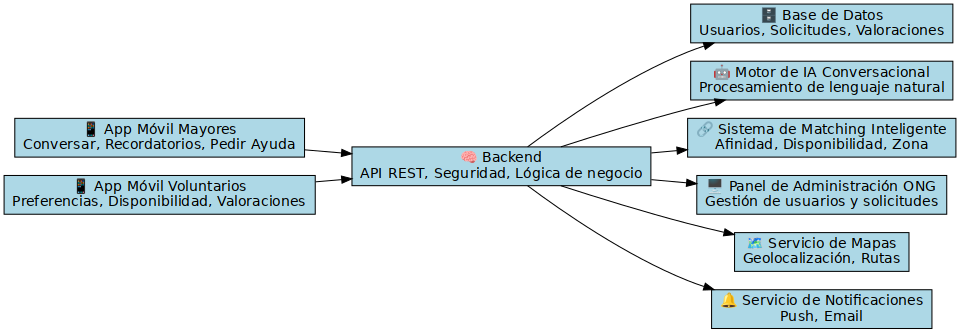 📱 App Móvil Mayores
Conversar, Recordatorios, Pedir Ayuda
📱 App Móvil Voluntarios
Preferencias, Disponibilidad, Valoraciones
🧠 Backend
API REST, Seguridad, Lógica de negocio
🗄️ Base de Datos
Usuarios, Solicitudes, Valoraciones
🤖 Motor de IA Conversacional
Procesamiento de lenguaje natural
🔗 Sistema de Matching Inteligente
Afinidad, Disponibilidad, Zona
🖥️ Panel de Administración ONG
Gestión de usuarios y solicitudes
🗺️ Servicio de Mapas
Geolocalización, Rutas
🔔 Servicio de Notificaciones
Push, Email